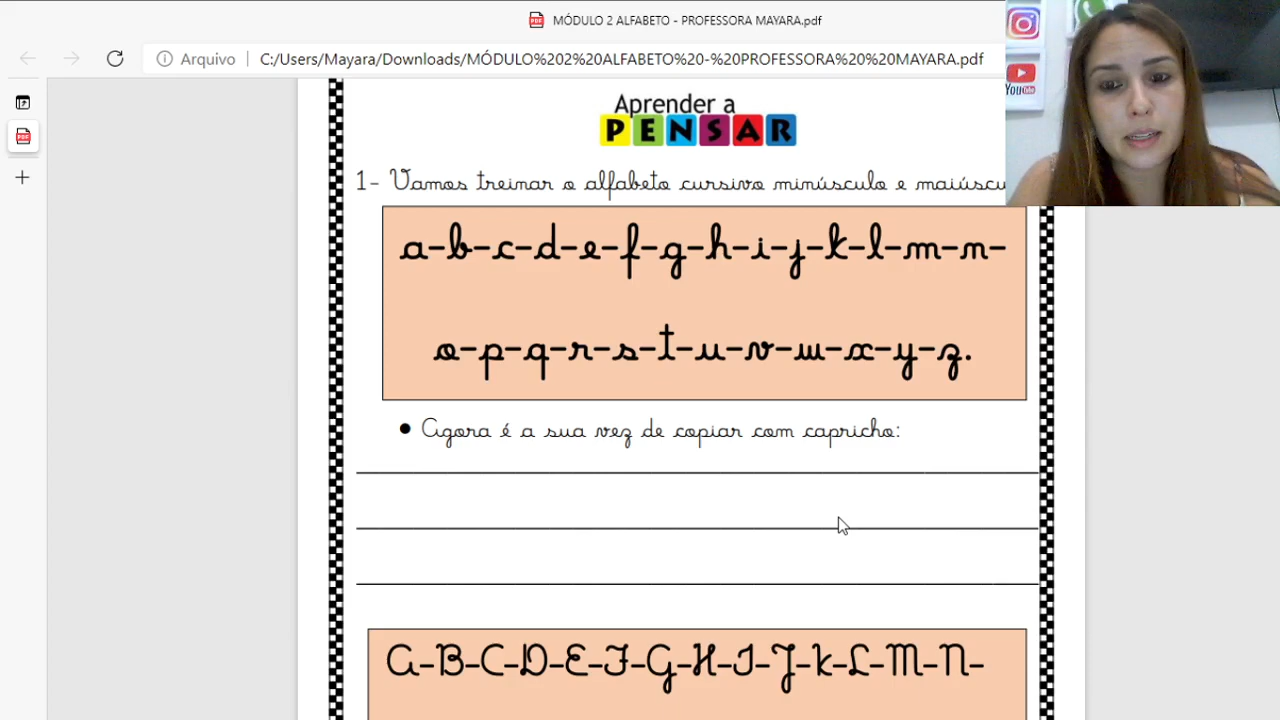 MÓDULO 2 ALFABETO - PROFESSORA MAYARA.pdf
Arquivo | C:/Users/Mayara/Downloads/MÓDULO%202%20ALFABETO%20-%20PROFESSORA%20%20MAYARA.pdf
YouTube
Aprender a
PENSAR
1- Vamos treinar o alfabeto cursivo minúsculo e maiúscu
a-b-c-d-e-f-g-h-i-j-k-l-m-n-
o-p-q-r-s-t-u-v-w-x-y-z.
• Agora é a sua vez de copiar com capricho:
A-B-C-D-E-F-G-H-I-J-K-L-M-N-